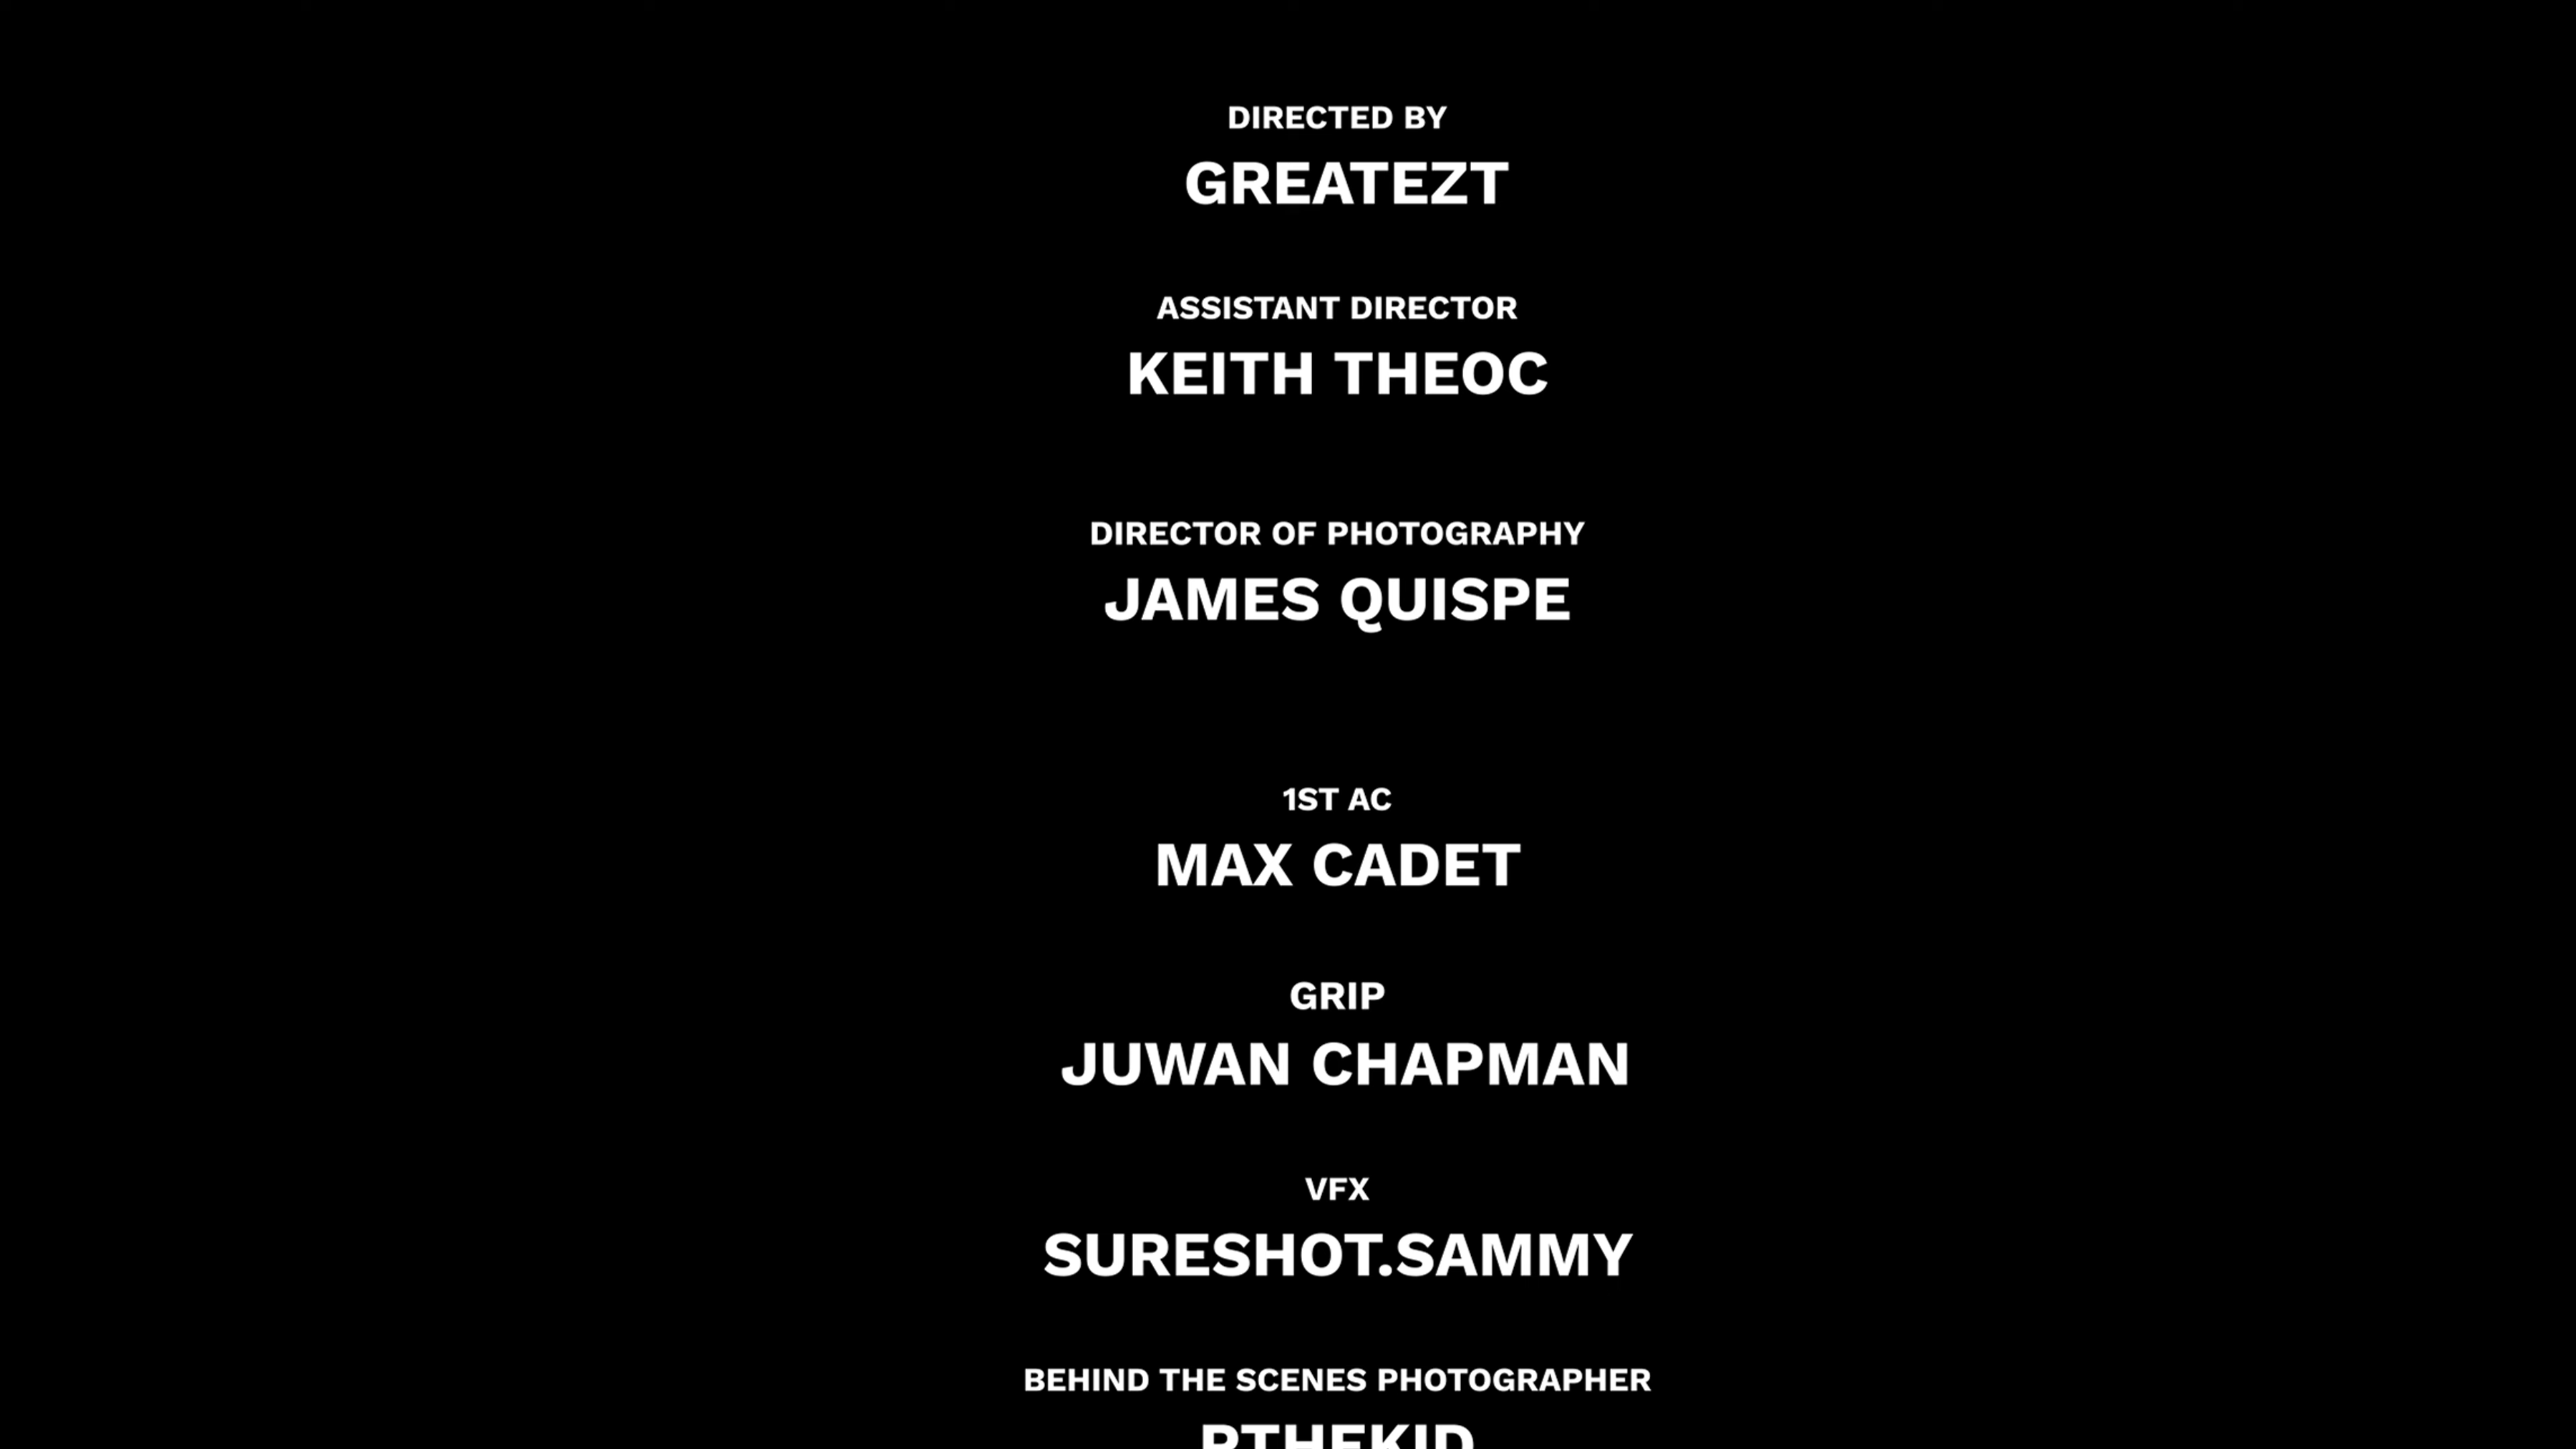 DIRECTED BY
GREATEZT
ASSISTANT DIRECTOR
KEITH THEOC
DIRECTOR OF PHOTOGRAPHY
JAMES QUISPE
1ST AC
MAX CADET
GRIP
JUWAN CHAPMAN
VFX
SURESHOT.SAMMY
BEHIND THE SCENES PHOTOGRAPHER